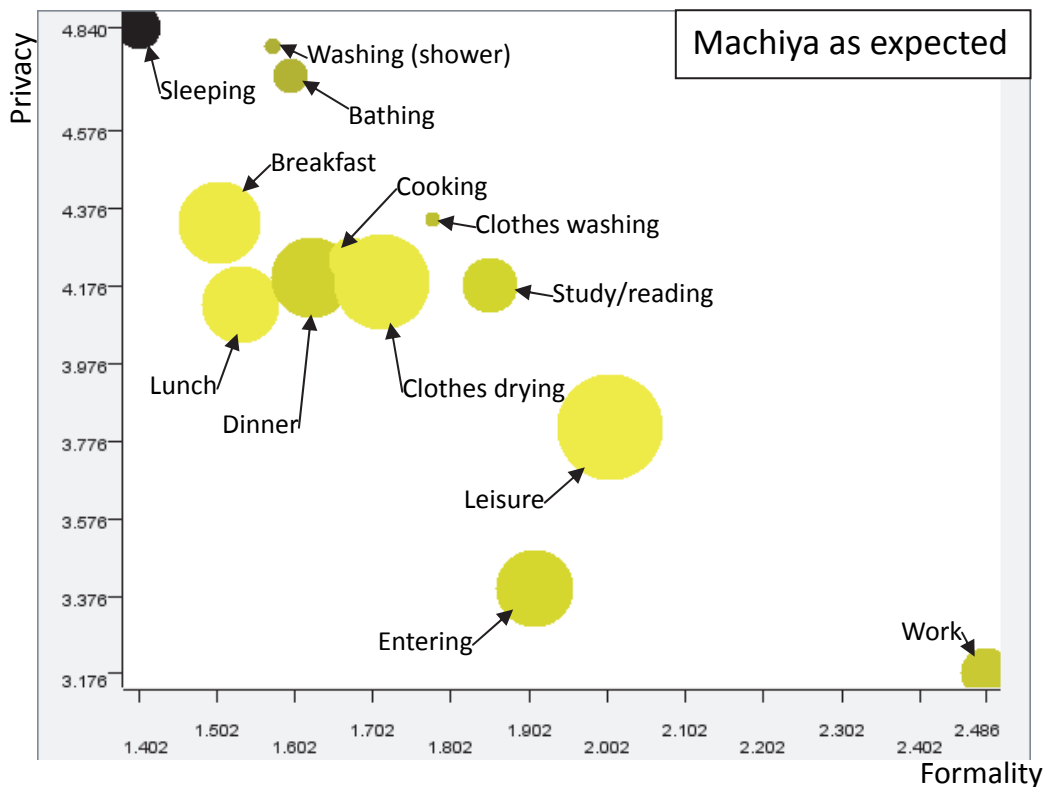 Machiya as expected
Privacy
4.840
4.576
4.376
4.176
3.976
3.776
3.576
3.376
3.176
Sleeping
Washing (shower)
Bathing
Breakfast
Cooking
Clothes washing
Study/reading
Lunch
Clothes drying
Dinner
Leisure
Entering
Work
1.402
1.502
1.602
1.702
1.802
1.902
2.002
2.102
2.202
2.302
2.402
2.486
Formality